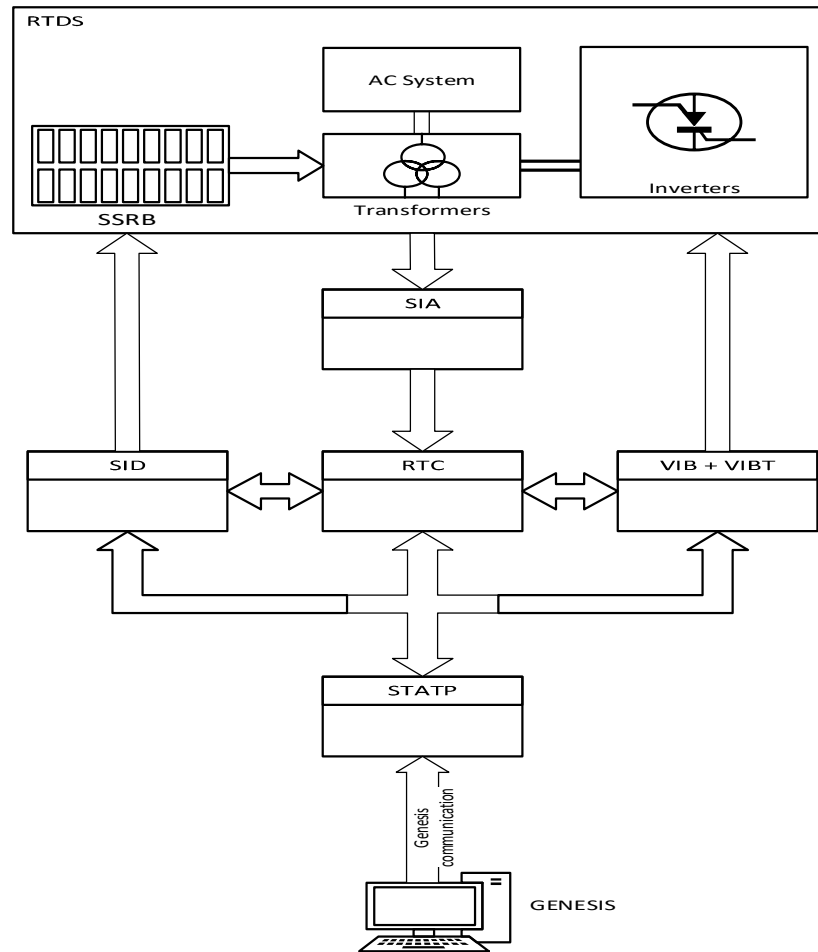 RTDS
AC System
Inverters
SSRB
Transformers
SIA
SID
RTC
VIB + VIBT
STATP
Genesis
communication
GENESIS